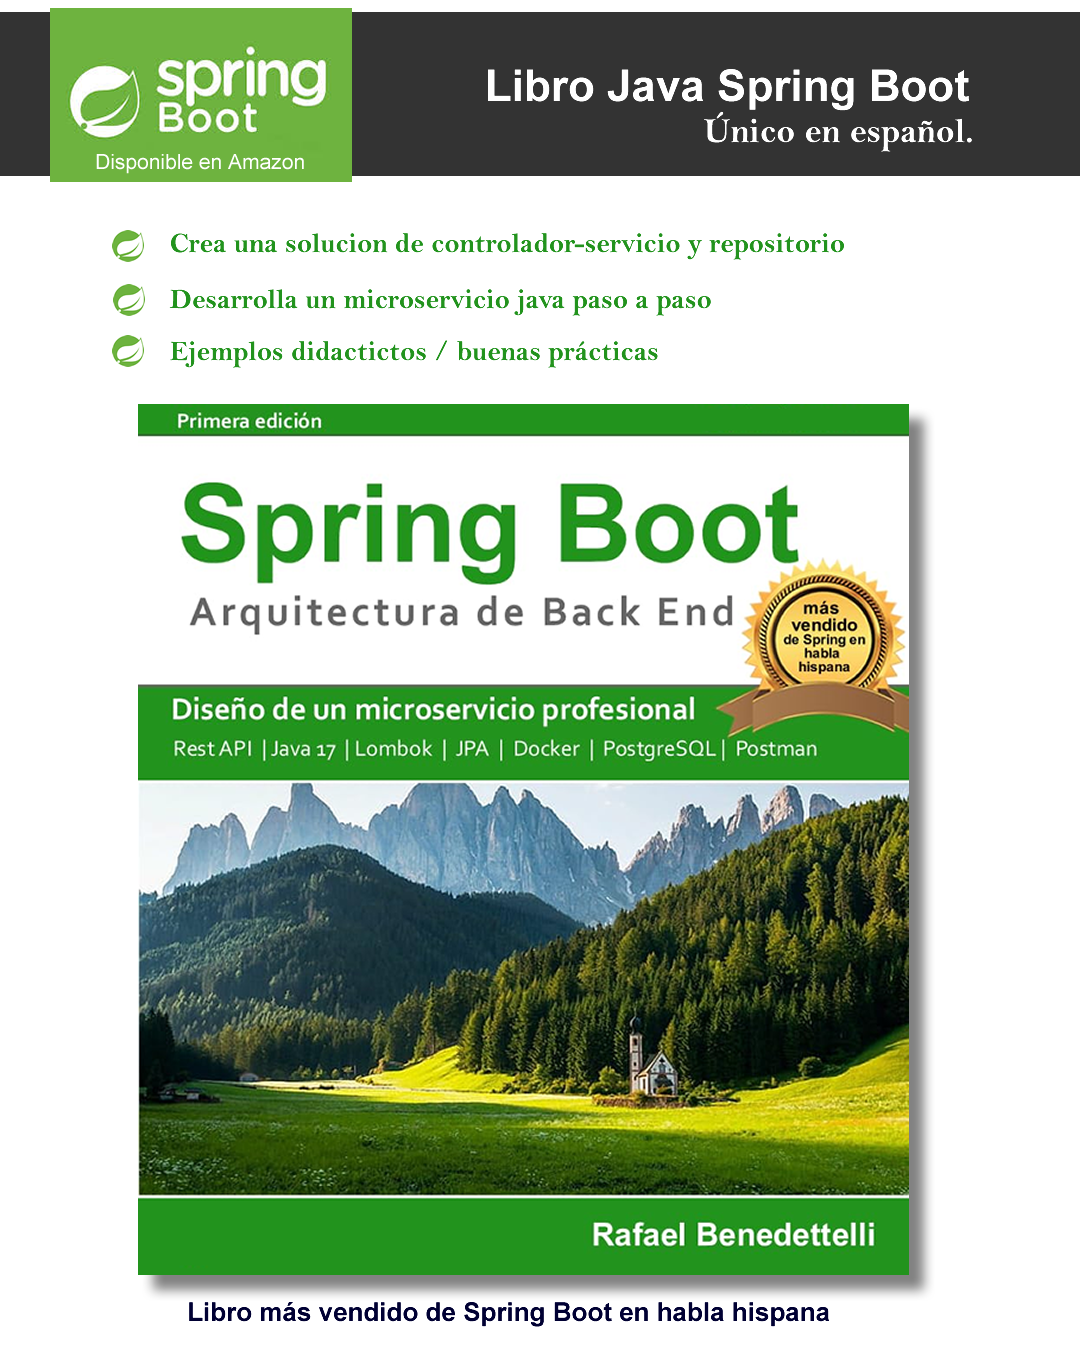 spring
Boot
Disponible en Amazon
Libro Java Spring Boot
Único en español.
Crea una solucion de controlador-servicio y repositorio
Desarrolla un microservicio java paso a paso
Ejemplos didactictos / buenas prácticas
Primera edición
Spring Boot
Arquitectura de Back End
más
vendido
de Spring en
habla
hispana
Diseño de un microservicio profesional
Rest API | Java 17 | Lombok | JPA | Docker | PostgreSQL | Postman
Rafael Benedettelli
Libro más vendido de Spring Boot en habla hispana